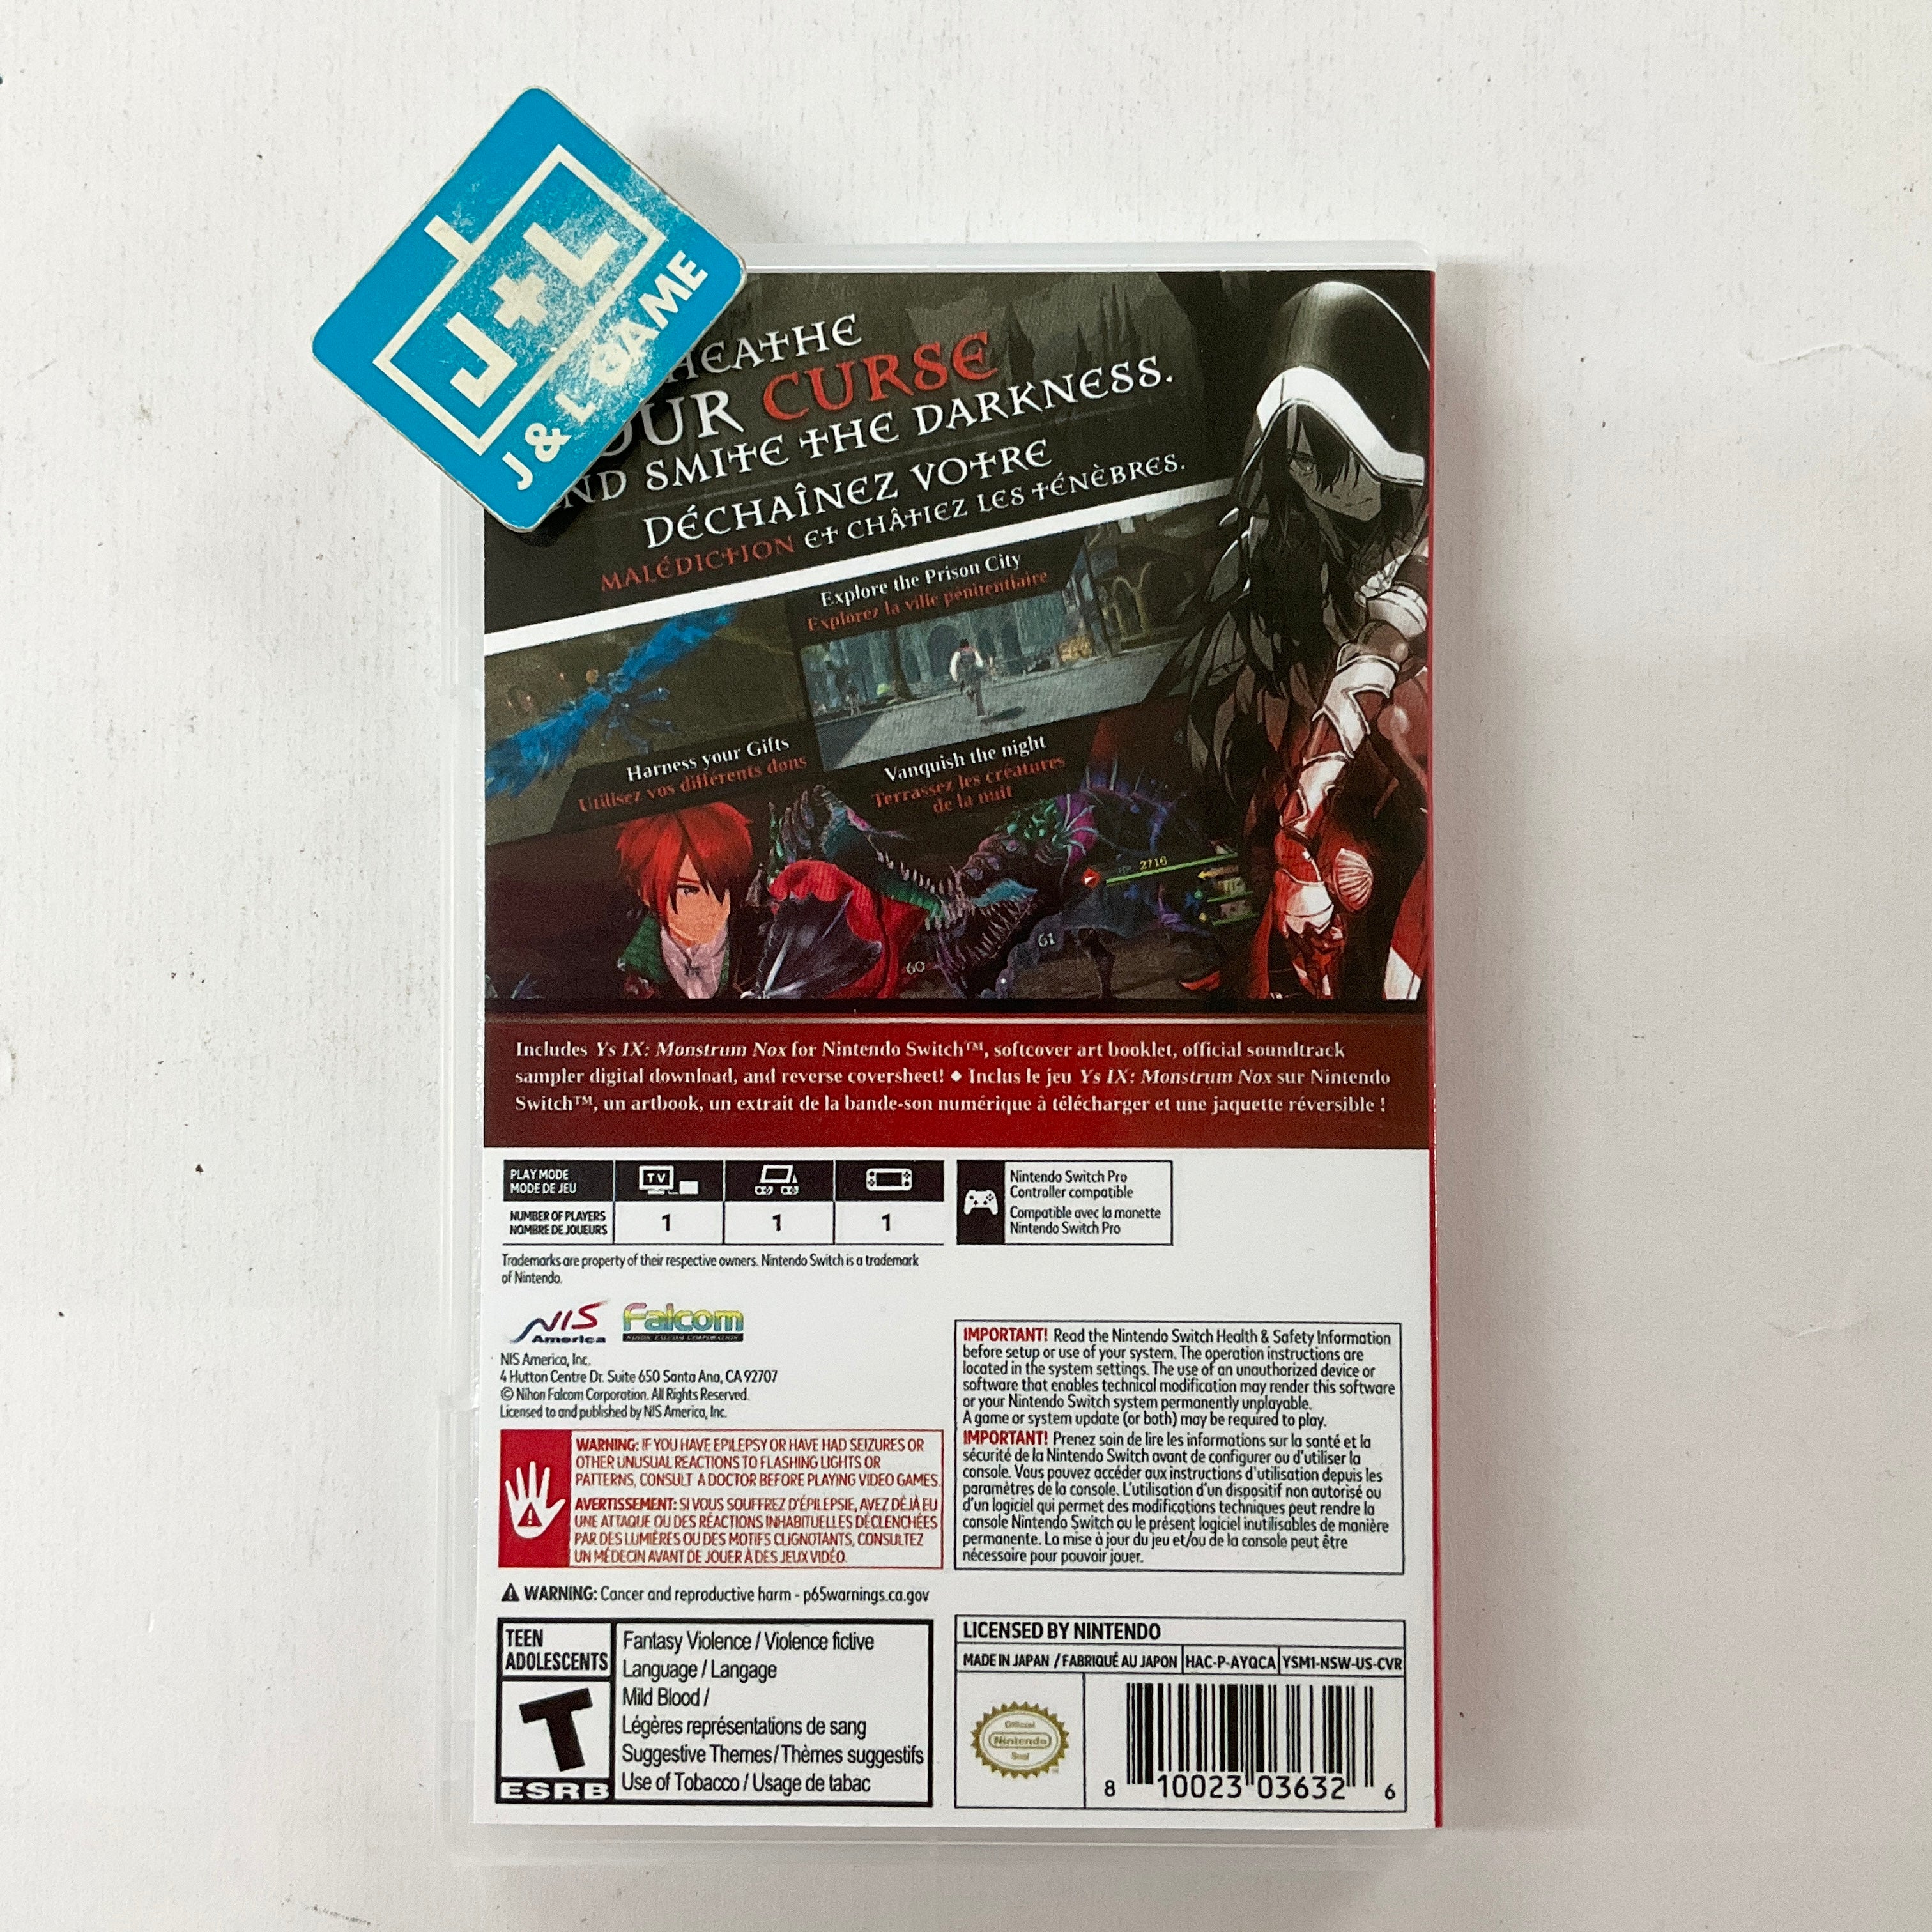 J+L
J & L GAME
CURSE
SMITE THE DARKNESS.
DÉCHAÎNEZ VOTRE
MALÉDICTION ET CHÂTIEZ LES TÉNÈBRES.
Explore the Prison City
Explorez la ville pénitentiaire
Harness your Gifts
Utilisez vos différents dons
Vanquish the night
Terrassez les créatures
de la nuit
2716
60
61
Includes Ys IX: Monstrum Nox for Nintendo Switch™, softcover art booklet, official soundtrack
sampler digital download, and reverse coversheet! ◆ Inclus le jeu Ys IX: Monstrum Nox sur Nintendo
Switch™, un artbook, un extrait de la bande-son numérique à télécharger et une jaquette réversible !
PLAY MODE
MODE DE JEU
TV
NUMBER OF PLAYERS
NOMBRE DE JOUEURS
1
1
1
Nintendo Switch Pro
Controller compatible
Compatible avec la manette
Nintendo Switch Pro
Trademarks are property of their respective owners. Nintendo Switch is a trademark
of Nintendo.
NIS
America
Falcom
NIHON FALCOM CORPORATION
NIS America, Inc.
4 Hutton Centre Dr. Suite 650 Santa Ana, CA 92707
© Nihon Falcom Corporation. All Rights Reserved.
Licensed to and published by NIS America, Inc.
WARNING: IF YOU HAVE EPILEPSY OR HAVE HAD SEIZURES OR
OTHER UNUSUAL REACTIONS TO FLASHING LIGHTS OR
PATTERNS, CONSULT A DOCTOR BEFORE PLAYING VIDEO GAMES.
AVERTISSEMENT: SI VOUS SOUFFREZ D'ÉPILEPSIE, AVEZ DÉJÀ EU
UNE ATTAQUE OU DES RÉACTIONS INHABITUELLES DÉCLENCHÉES
PAR DES LUMIÈRES OU DES MOTIFS CLIGNOTANTS, CONSULTEZ
UN MÉDECIN AVANT DE JOUER À DES JEUX VIDÉO.
WARNING: Cancer and reproductive harm - p65warnings.ca.gov
IMPORTANT! Read the Nintendo Switch Health & Safety Information
before setup or use of your system. The operation instructions are
located in the system settings. The use of an unauthorized device or
software that enables technical modification may render this software
or your Nintendo Switch system permanently unplayable.
A game or system update (or both) may be required to play.
IMPORTANT! Prenez soin de lire les informations sur la santé et la
sécurité de la Nintendo Switch avant de configurer ou d'utiliser la
console. Vous pouvez accéder aux instructions d'utilisation depuis les
paramètres de la console. L'utilisation d'un dispositif non autorisé ou
d'un logiciel qui permet des modifications techniques peut rendre la
console Nintendo Switch ou le présent logiciel inutilisables de manière
permanente. La mise à jour du jeu et/ou de la console peut être
nécessaire pour pouvoir jouer.
TEEN
ADOLESCENTS
T
ESRB
Fantasy Violence / Violence fictive
Language / Langage
Mild Blood /
Légères représentations de sang
Suggestive Themes / Thèmes suggestifs
Use of Tobacco / Usage de tabac
LICENSED BY NINTENDO
MADE IN JAPAN / FABRIQUÉ AU JAPON HAC-P-AYQCA YSM1-NSW-US-CVR
Official
Nintendo
Seal
8 10023 03632 6